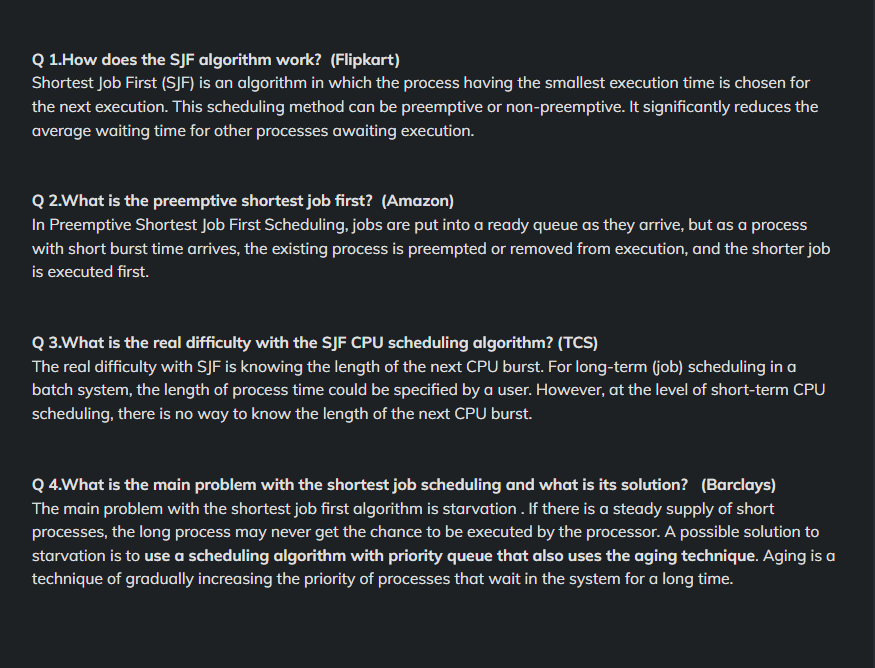 Q 1.How does the SJF algorithm work?  (Flipkart)
Shortest Job First (SJF) is an algorithm in which the process having the smallest execution time is chosen for
the next execution. This scheduling method can be preemptive or non-preemptive. It significantly reduces the
average waiting time for other processes awaiting execution.
Q 2.What is the preemptive shortest job first?  (Amazon)
In Preemptive Shortest Job First Scheduling, jobs are put into a ready queue as they arrive, but as a process
with short burst time arrives, the existing process is preempted or removed from execution, and the shorter job
is executed first.
Q 3.What is the real difficulty with the SJF CPU scheduling algorithm? (TCS)
The real difficulty with SJF is knowing the length of the next CPU burst. For long-term (job) scheduling in a
batch system, the length of process time could be specified by a user. However, at the level of short-term CPU
scheduling, there is no way to know the length of the next CPU burst.
Q 4.What is the main problem with the shortest job scheduling and what is its solution?   (Barclays)
The main problem with the shortest job first algorithm is starvation . If there is a steady supply of short
processes, the long process may never get the chance to be executed by the processor. A possible solution to
starvation is to use a scheduling algorithm with priority queue that also uses the aging technique. Aging is a
technique of gradually increasing the priority of processes that wait in the system for a long time.